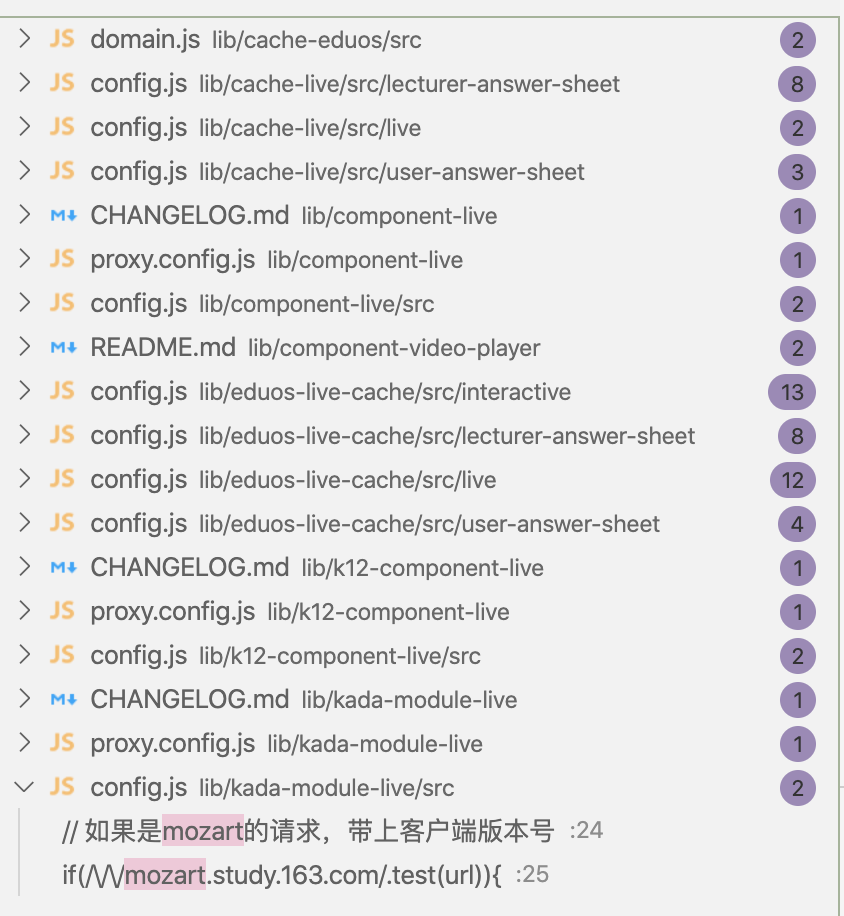 JS domain.js lib/cache-eduos/src 2
JS config.js lib/cache-live/src/lecturer-answer-sheet 8
JS config.js lib/cache-live/src/live 2
JS config.js lib/cache-live/src/user-answer-sheet 3
M CHANGELOG.md lib/component-live 1
JS proxy.config.js lib/component-live 1
JS config.js lib/component-live/src 2
M README.md lib/component-video-player 2
JS config.js lib/eduos-live-cache/src/interactive 13
JS config.js lib/eduos-live-cache/src/lecturer-answer-sheet 8
JS config.js lib/eduos-live-cache/src/live 12
JS config.js lib/eduos-live-cache/src/user-answer-sheet 4
M CHANGELOG.md lib/k12-component-live 1
JS proxy.config.js lib/k12-component-live 1
JS config.js lib/k12-component-live/src 2
M CHANGELOG.md lib/kada-module-live 1
JS proxy.config.js lib/kada-module-live 1
JS config.js lib/kada-module-live/src 2
// 如果是mozart的请求，带上客户端版本号 :24
if(/\/\/mozart.study.163.com/.test(url)){ :25